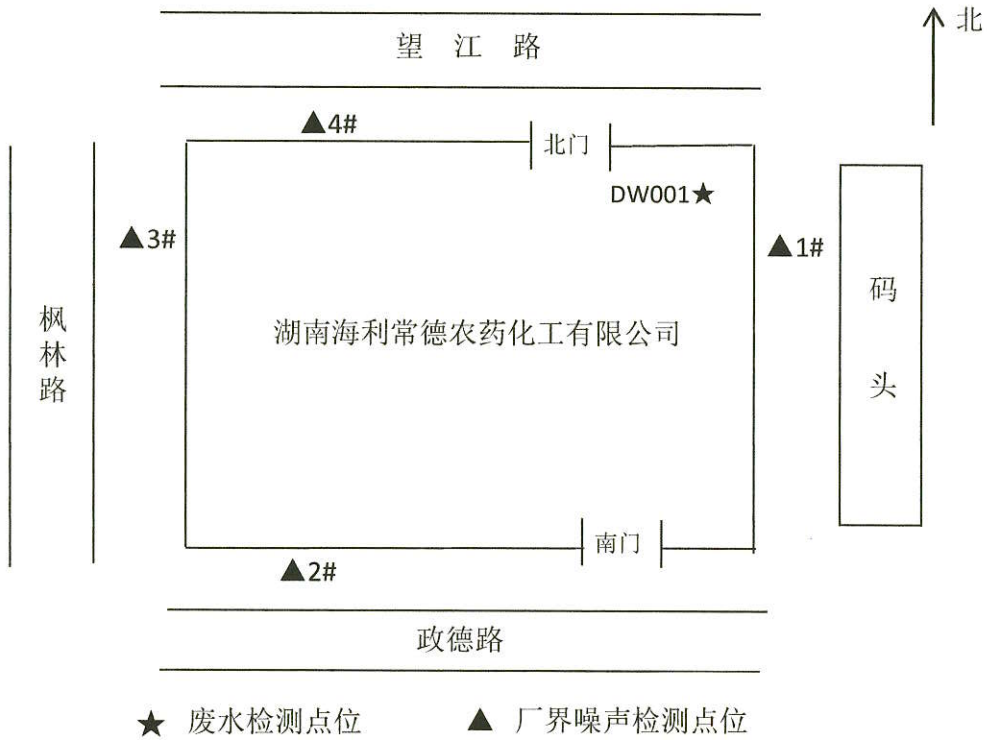 望江路
北
▲4#
北门
DW001★
▲3#
▲1#
枫林路
湖南海利常德农药化工有限公司
码头
南门
▲2#
政德路
★ 废水检测点位 ▲ 厂界噪声检测点位